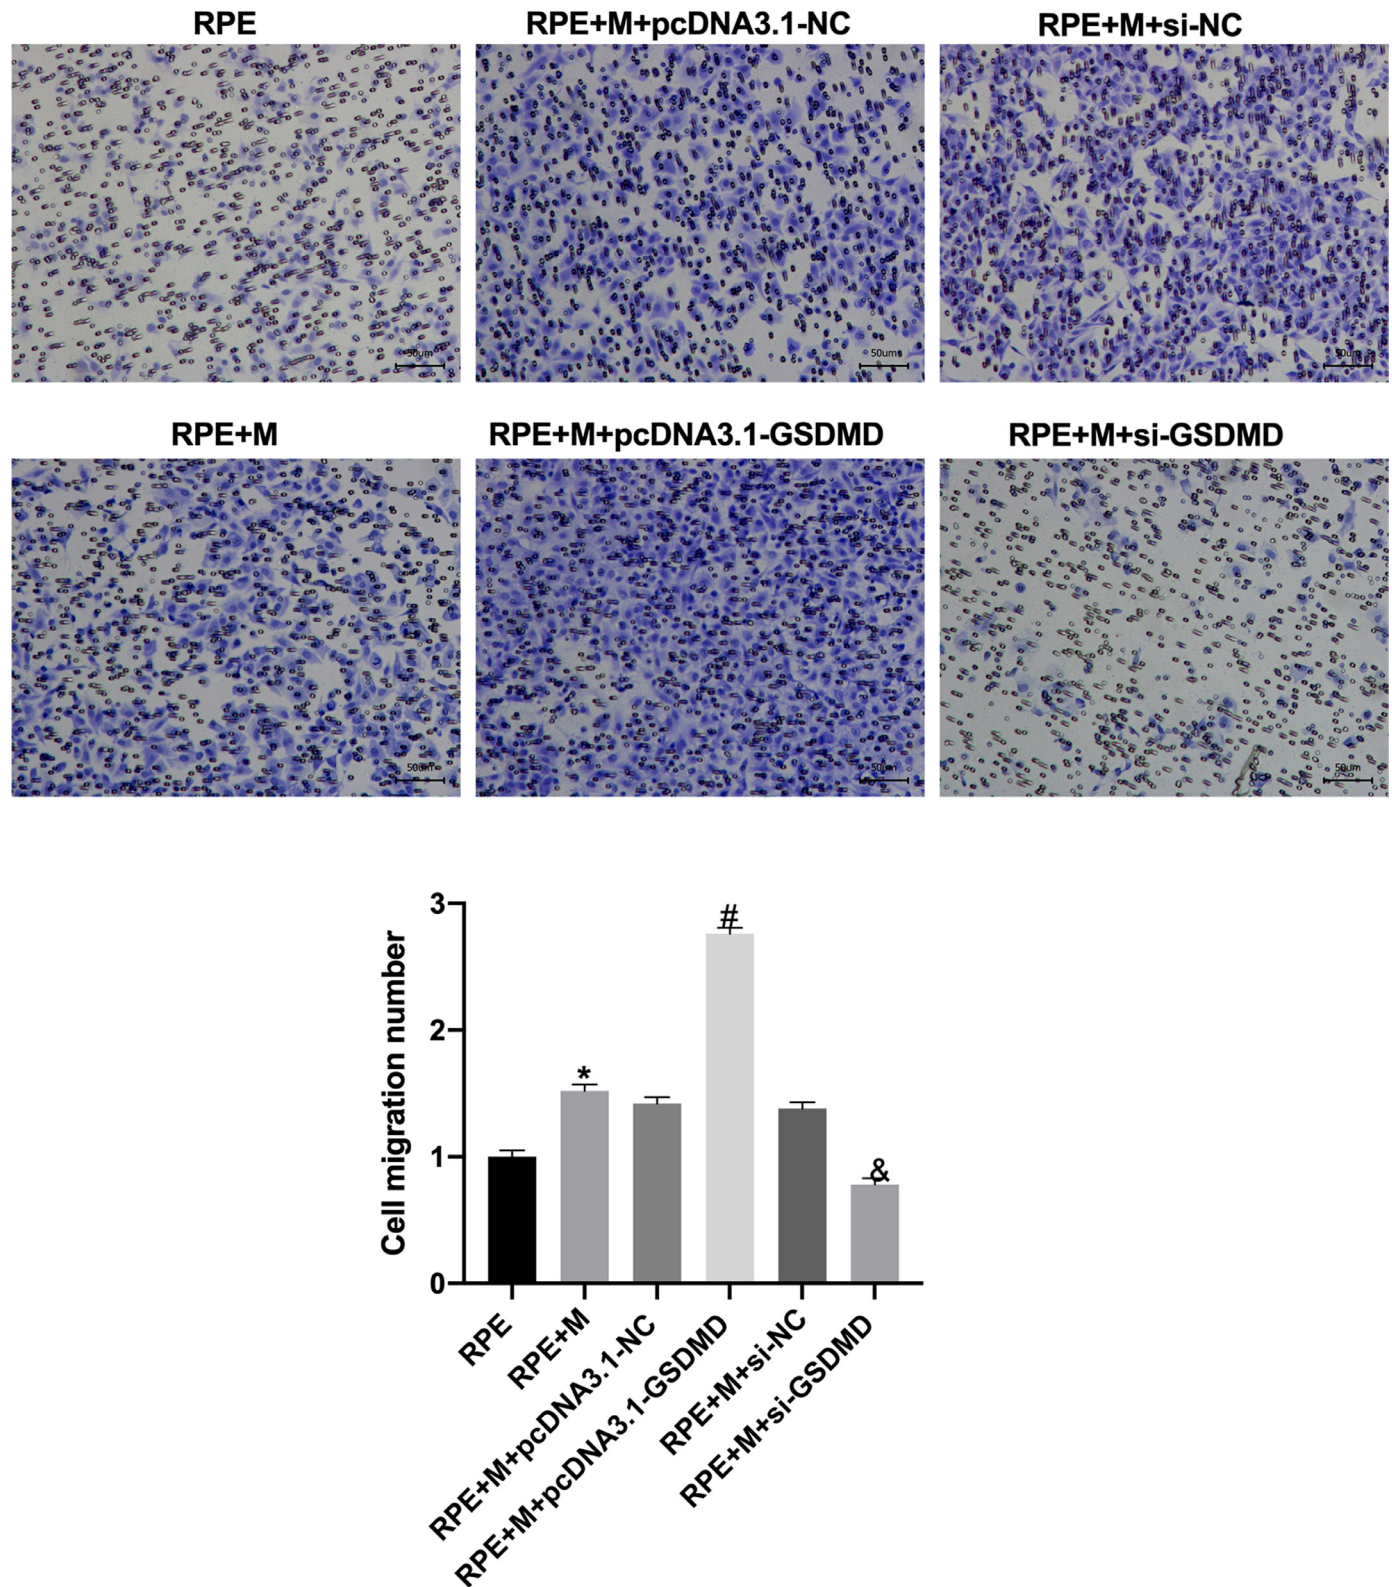 RPE
RPE+M+pcDNA3.1-NC
RPE+M+si-NC
50um
50um
50um
RPE+M
RPE+M+pcDNA3.1-GSDMD
RPE+M+si-GSDMD
50um
50um
50um
Cell migration number
3
2
1
0
*
#
&
RPE
RPE+M
RPE+M+pcDNA3.1-NC
RPE+M+pcDNA3.1-GSDMD
RPE+M+si-NC
RPE+M+si-GSDMD